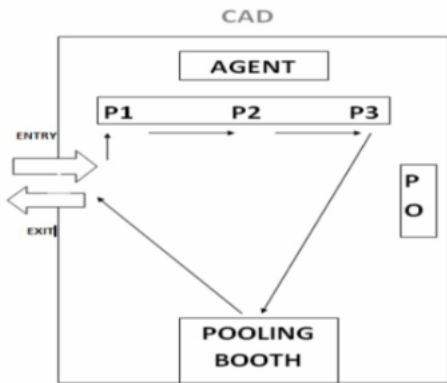 CAD
AGENT
P1 P2 P3
ENTRY
P
O
EXIT
POOLING
BOOTH